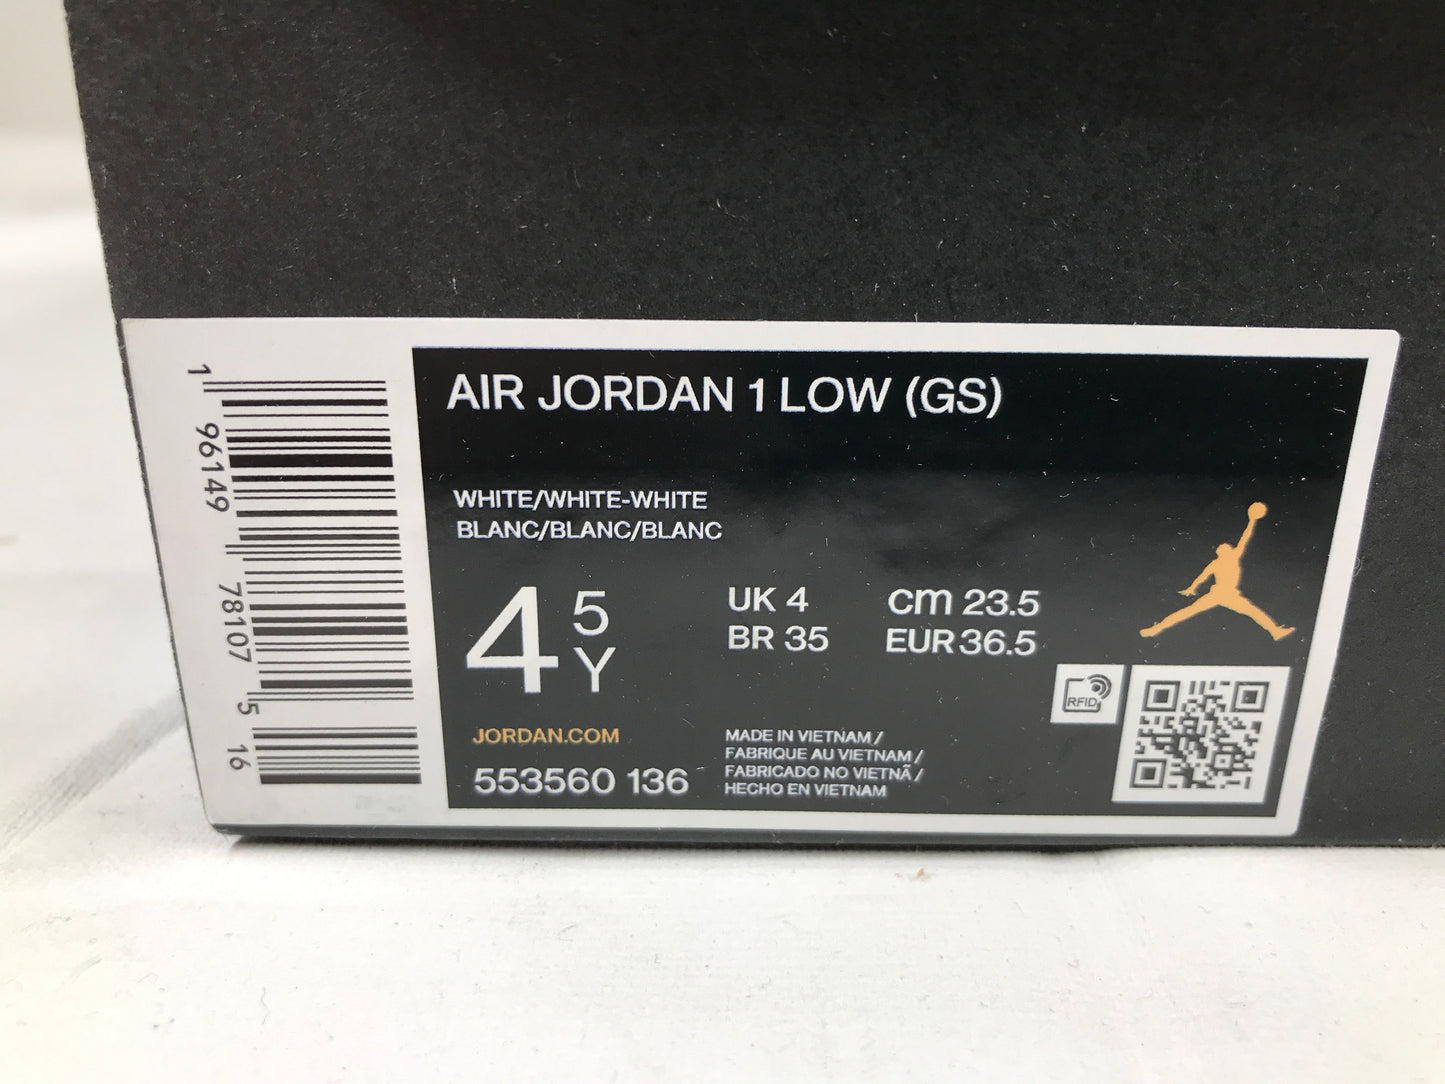 AIR JORDAN 1 LOW (GS)
WHITE/WHITE-WHITE
BLANC/BLANC/BLANC
4 5 Y
UK 4
BR 35
cm 23.5
EUR 36.5
JORDAN.COM
553560 136
MADE IN VIETNAM /
FABRIQUE AU VIETNAM /
FABRICADO NO VIETNÃ /
HECHO EN VIETNAM
RFID
1 96149 78107 5 16